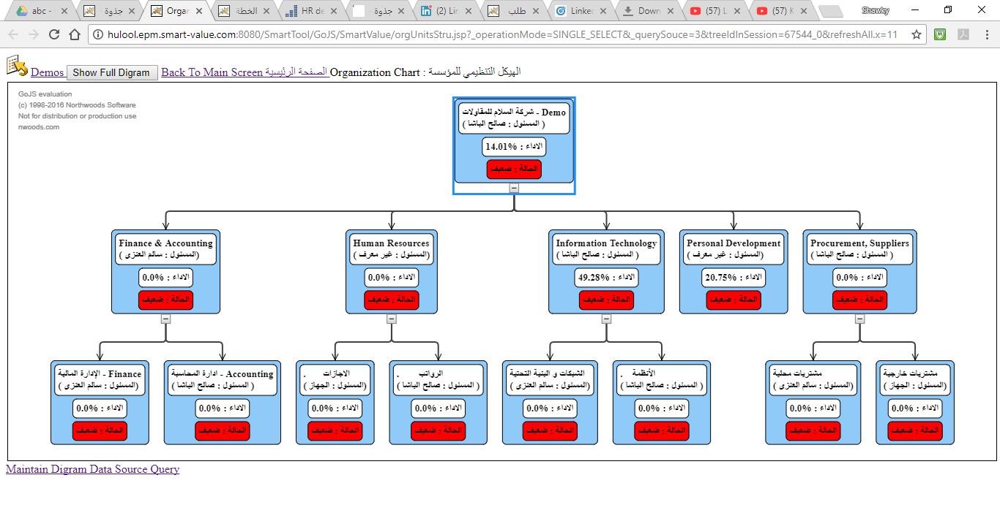 abc -
جذوة
Organ
جذوة
الخطة
HR de
جذوة -
(2) Lin
طلب
Linked
Down
(57) L
(57) K
Shawky
hulool.epm.smart-value.com:8080/SmartTool/GoJS/SmartValue/orgUnitsStru.jsp?_operationMode=SINGLE_SELECT&_querySouce=3&treeIdInSession=67544_0&refreshAll.x=11
Demos Show Full Digram Back To Main Screen الصفحة الرئيسية Organization Chart : الهيكل التنظيمي للمؤسسة
GoJS evaluation
(c) 1998-2016 Northwoods Software
Not for distribution or production use
nwoods.com
شركة السلام للمقاولات - Demo
( المسئول : صالح الباشا )
الاداء : 14.01%
الحالة : ضعيف
Finance & Accounting
(المسئول : سالم العنزى )
الاداء : 0.0%
الحالة : ضعيف
Human Resources
(المسئول : غير معرف )
الاداء : 0.0%
الحالة : ضعيف
Information Technology
( المسئول : صالح الباشا )
الاداء : 49.28%
الحالة : ضعيف
Personal Development
(المسئول : غير معرف )
الاداء : 20.75%
الحالة : ضعيف
Procurement, Suppliers
( المسئول : صالح الباشا )
الاداء : 0.0%
الحالة : ضعيف
الإدارة المالية - Finance
(المسئول : سالم العنزى )
الاداء : 0.0%
الحالة : ضعيف
ادارة المحاسبة - Accounting
( المسئول : صالح الباشا )
الاداء : 0.0%
الحالة : ضعيف
الاجازات .
(المسئول : الجهاز )
الاداء : 0.0%
الحالة : ضعيف
الرواتب .
( المسئول : صالح الباشا )
الاداء : 0.0%
الحالة : ضعيف
الشبكات و البنية التحتية
(المسئول : سالم العنزى )
الاداء : 0.0%
الحالة : ضعيف
الأنظمة .
( المسئول : صالح الباشا )
الاداء : 0.0%
الحالة : ضعيف
مشتريات محلية
(المسئول : سالم العنزى )
الاداء : 0.0%
الحالة : ضعيف
مشتريات خارجية
(المسئول : الجهاز )
الاداء : 0.0%
الحالة : ضعيف
Maintain Digram Data Source Query